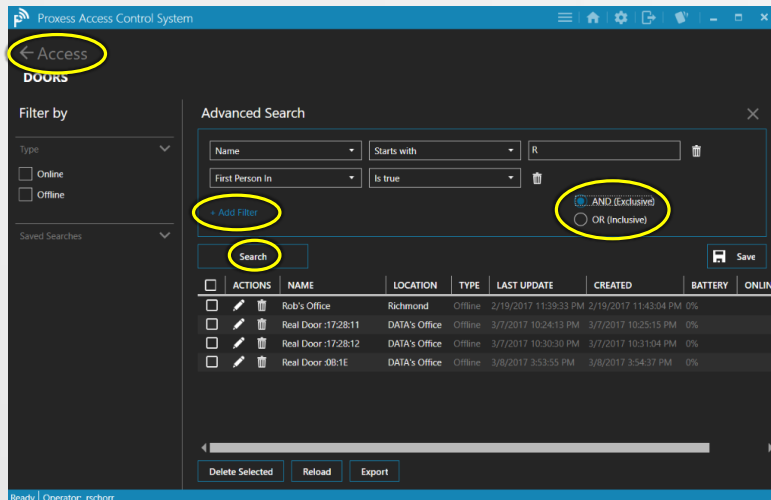 Proxess Access Control System
Access
DOORS
Filter by
Type
Online
Offline
Saved Searches
Advanced Search
Name Starts with R
First Person In Is true
+ Add Filter
AND (Exclusive)
OR (Inclusive)
Search Save
ACTIONS NAME LOCATION TYPE LAST UPDATE CREATED BATTERY ONLIN
Rob's Office Richmond Offline 2/19/2017 11:39:33 PM 2/19/2017 11:43:04 PM 0%
Real Door :17:28:11 DATA's Office Offline 3/7/2017 10:24:13 PM 3/7/2017 10:25:15 PM 0%
Real Door :17:28:12 DATA's Office Offline 3/7/2017 10:30:30 PM 3/7/2017 10:31:04 PM 0%
Real Door :08:1E DATA's Office Offline 3/8/2017 3:53:55 PM 3/8/2017 3:54:37 PM 0%
Delete Selected Reload Export
Ready Operator: rschorr